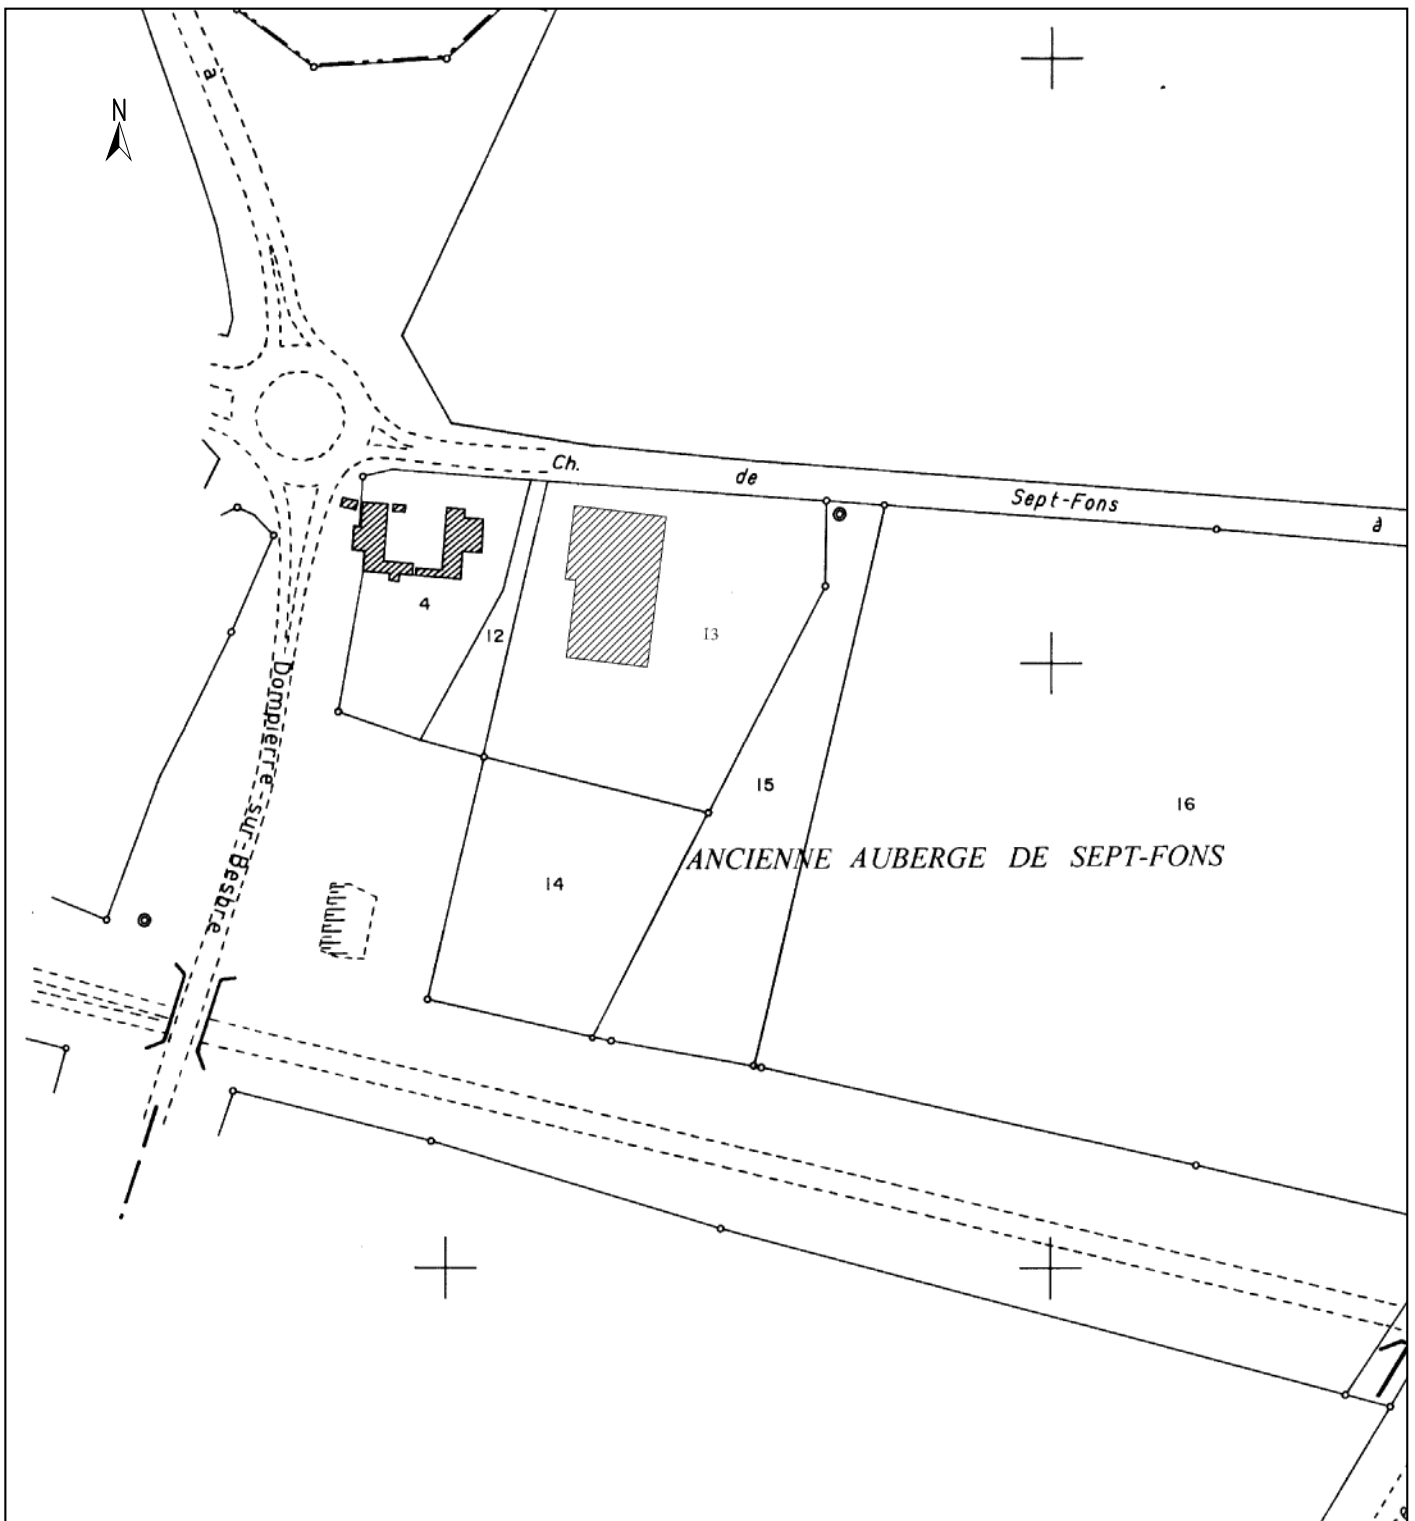 à
N
Ch. de Sept-Fons à
4
12
13
Dompierre-sur-Besbre
15
16
ANCIENNE AUBERGE DE SEPT-FONS
14